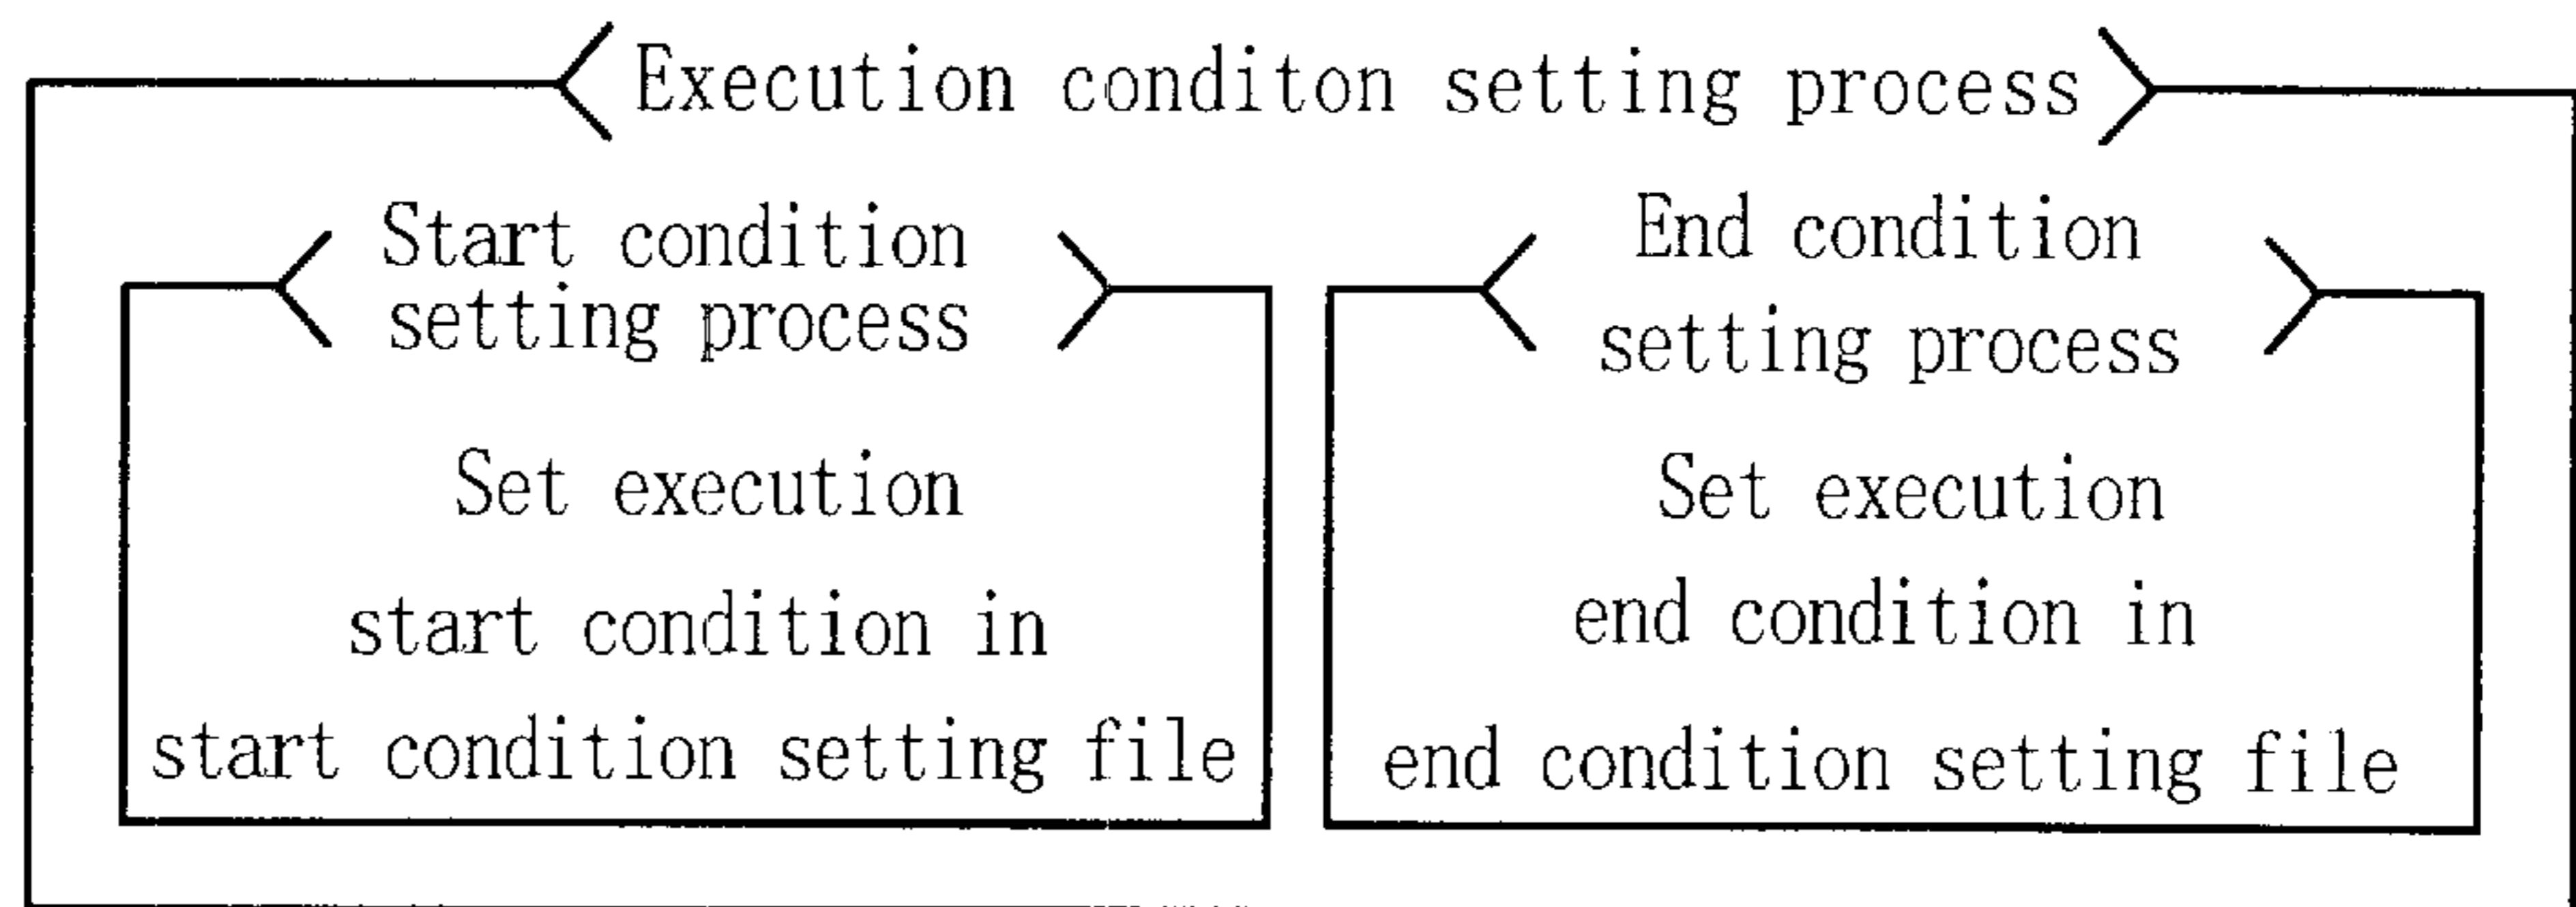 Execution conditon setting process
Start condition
setting process
Set execution
start condition in
start condition setting file
End condition
setting process
Set execution
end condition in
end condition setting file